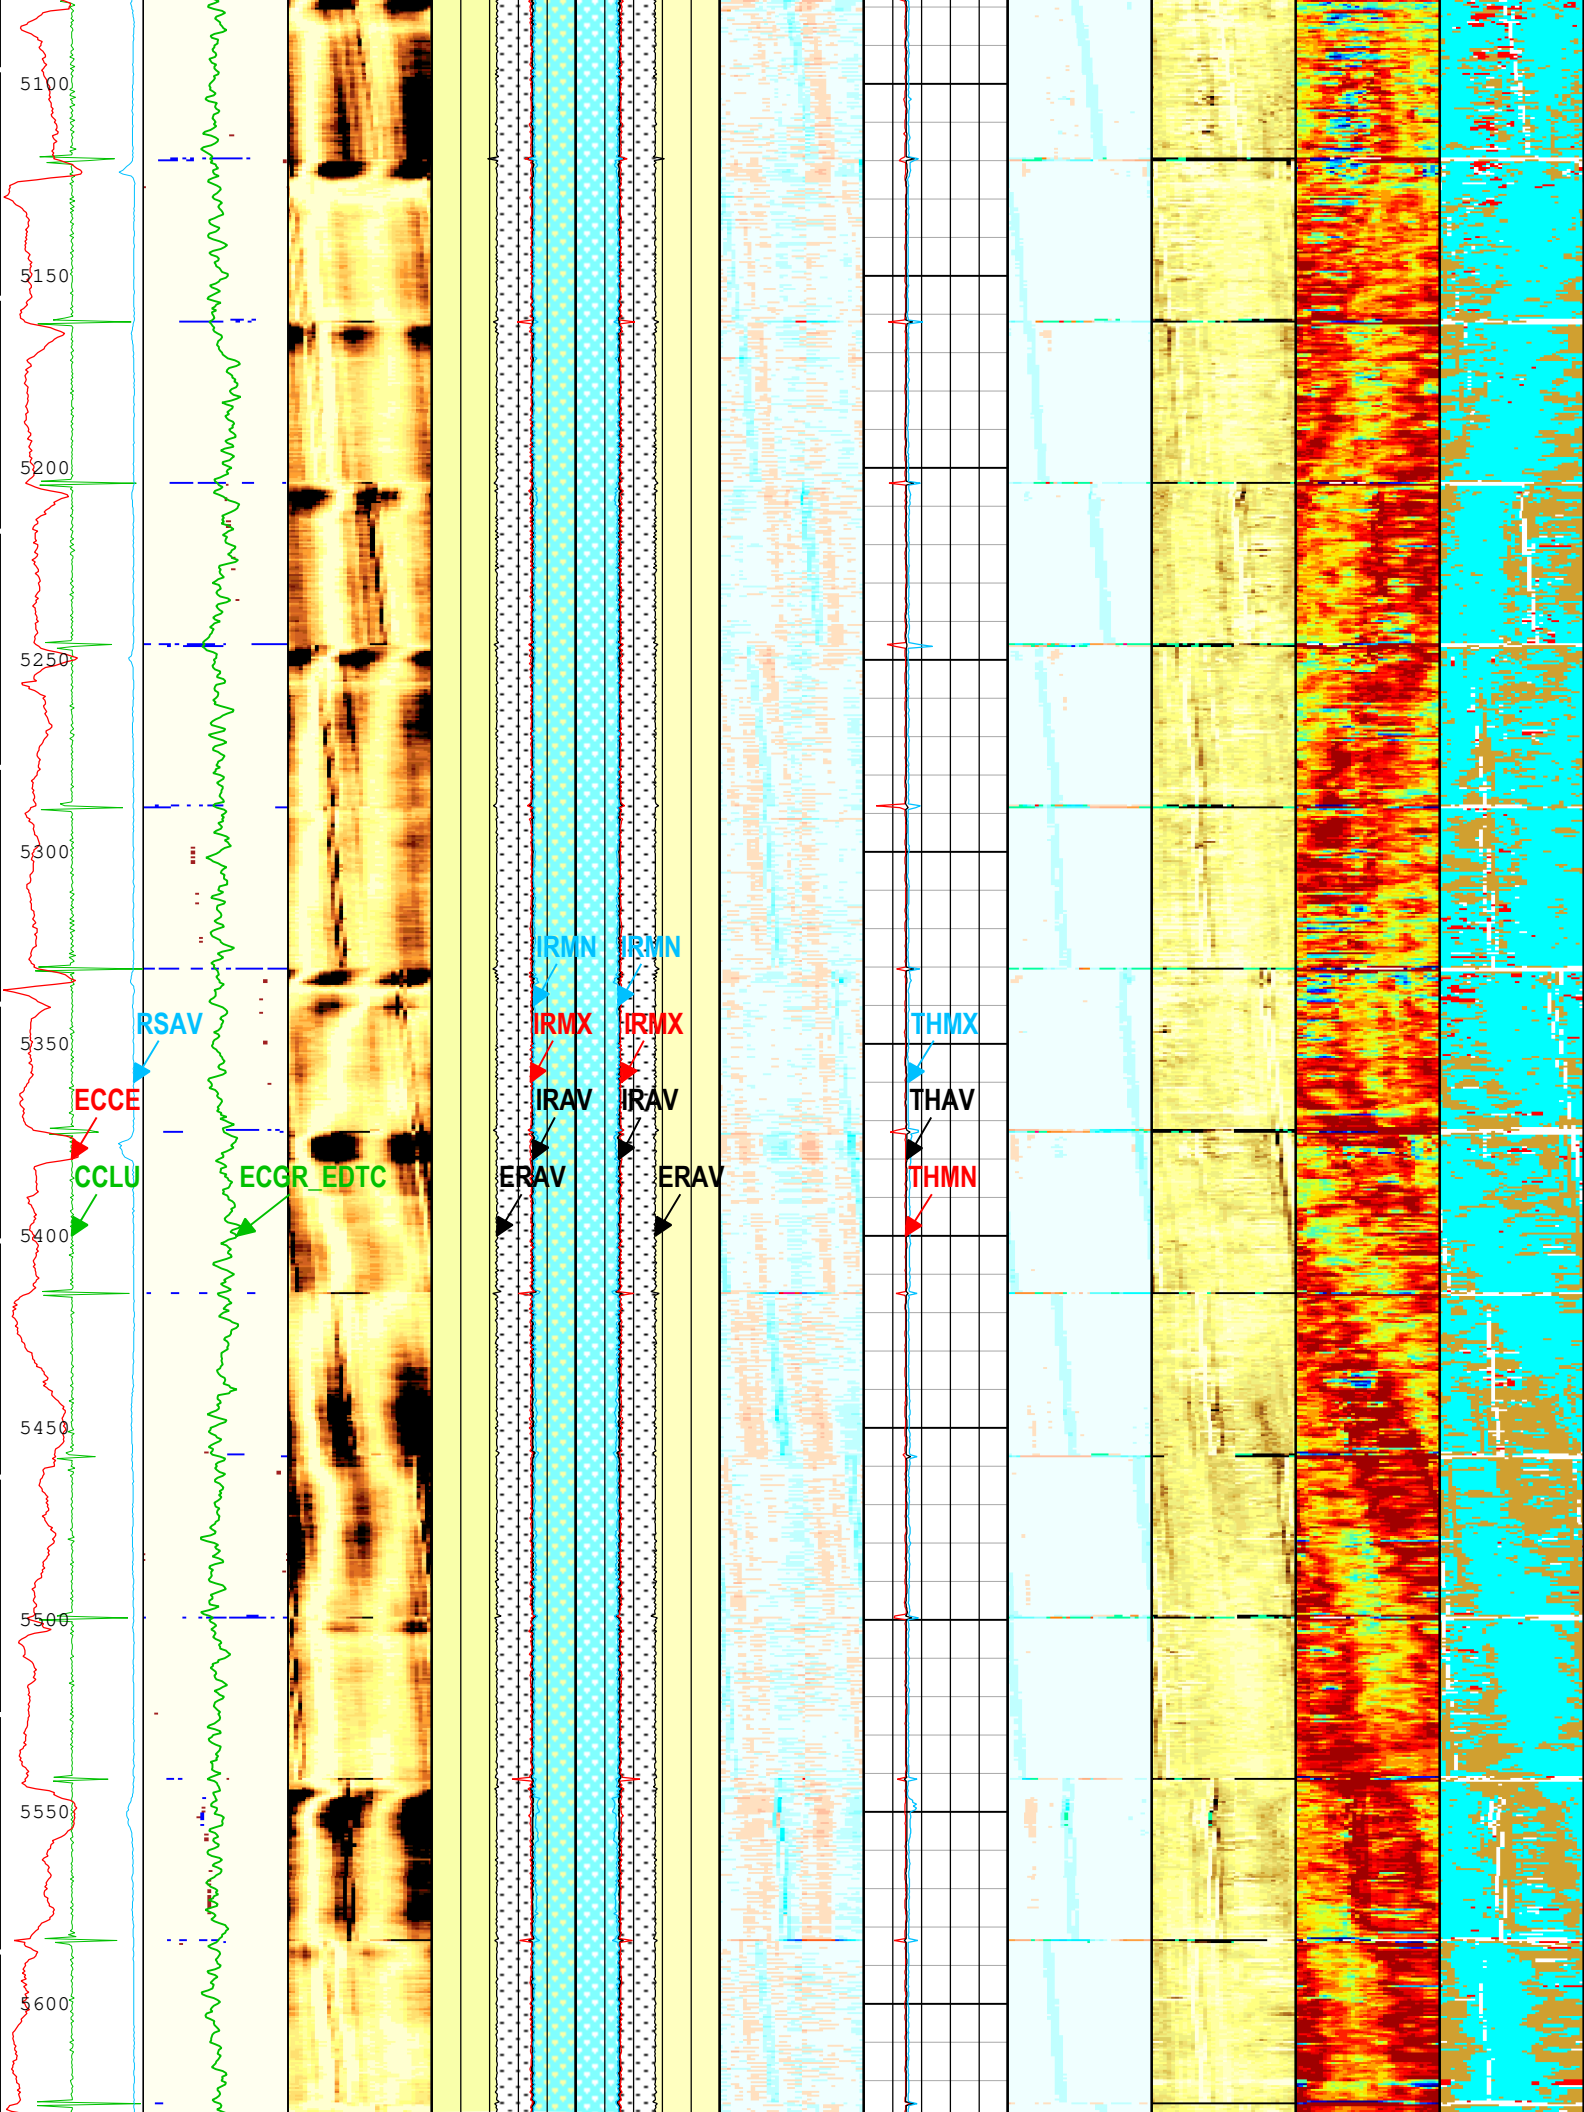 5100
5150
5200
5250
5300
IRMN IRMN
RSAV IRMX IRMX THMX
5350
ECCE IRAV IRAV THAV
CCLU ECGR_EDTC ERAV ERAV THMN
5400
5450
5500
5550
5600